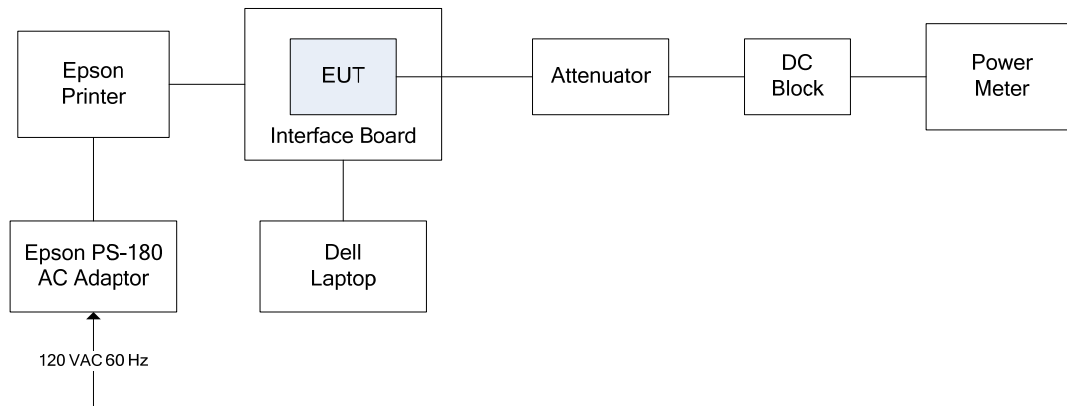 Epson
Printer
EUT
Interface Board
Attenuator
DC
Block
Power
Meter
Epson PS-180
AC Adaptor
Dell
Laptop
120 VAC 60 Hz